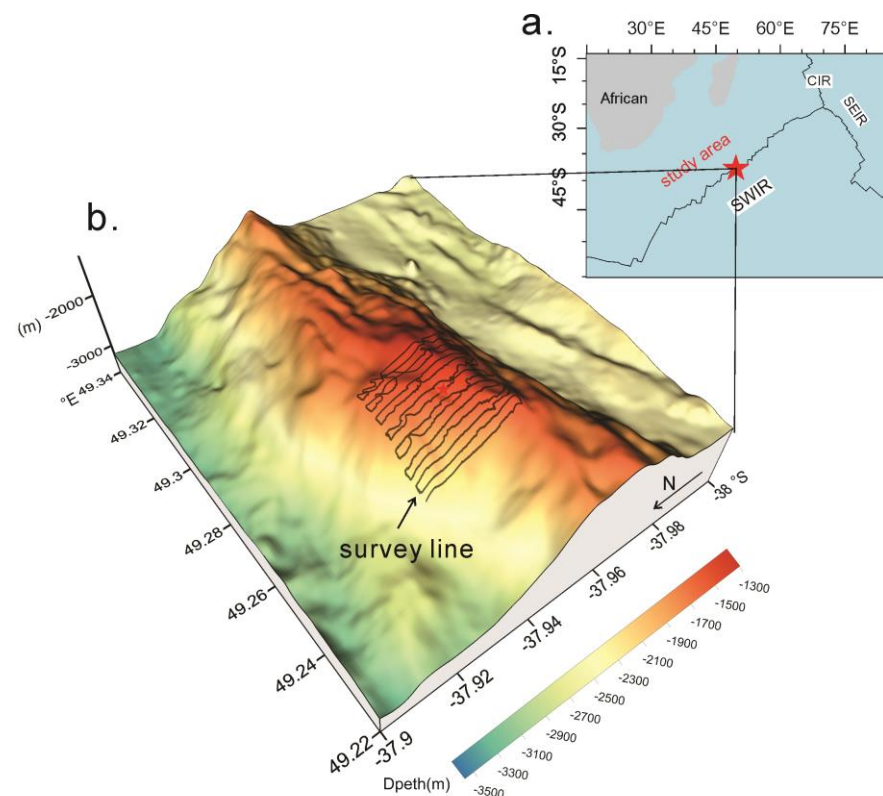 a.
30°E 45°E 60°E 75°E
15°S
30°S
45°S
African
CIR
SEIR
study area
SWIR
b.
(m)
-2000
-3000
°E 49.34
49.32
49.3
49.28
49.26
49.24
49.22
survey line
N
-38 °S
-37.98
-37.96
-37.94
-37.92
-37.9
-1300
-1500
-1700
-1900
-2100
-2300
-2500
-2700
-2900
-3100
-3300
-3500
Dpeth(m)